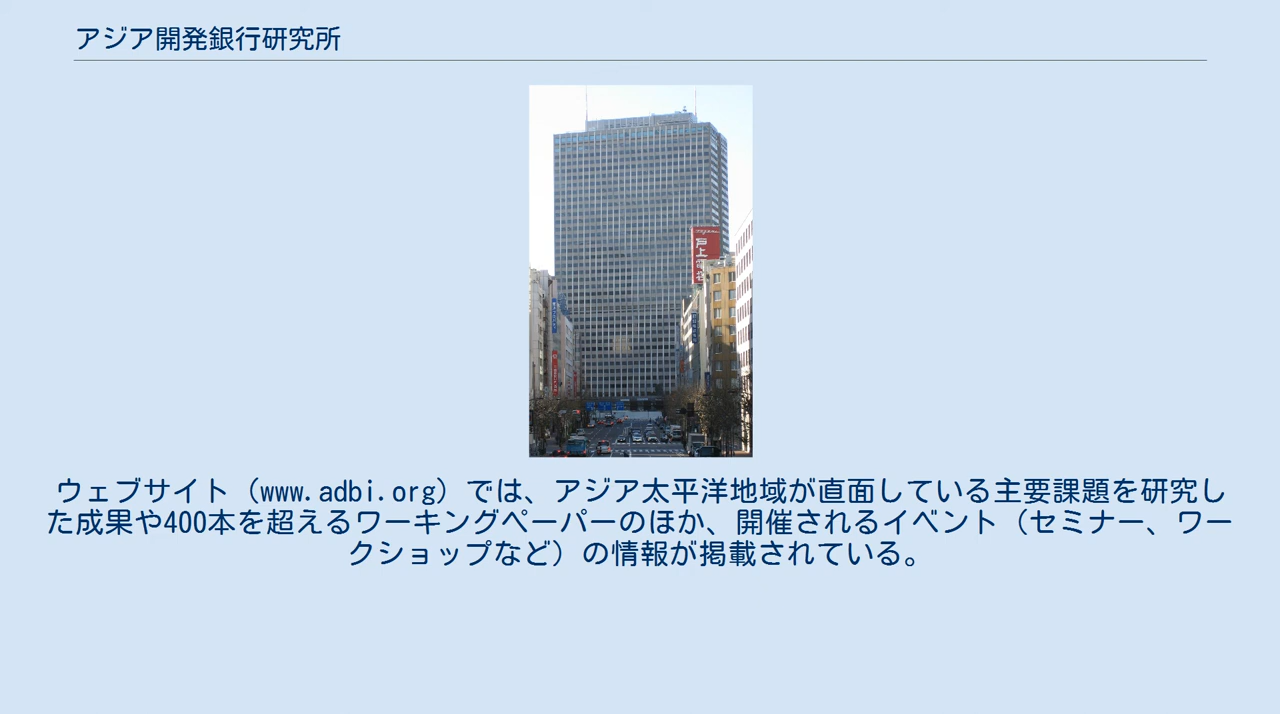 アジア開発銀行研究所
戸上
ウェブサイト（www.adbi.org）では、アジア太平洋地域が直面している主要課題を研究し
た成果や400本を超えるワーキングペーパーのほか、開催されるイベント（セミナー、ワー
クショップなど）の情報が掲載されている。